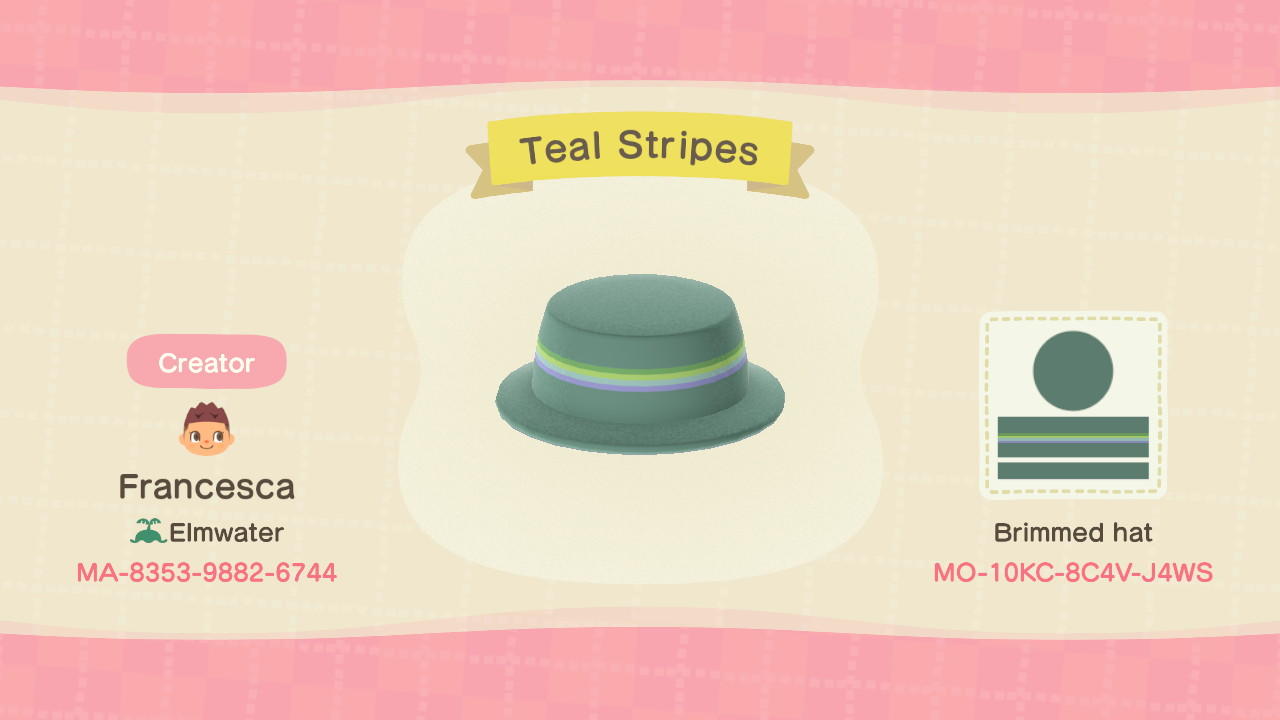 Teal Stripes
Creator
Francesca
Elmwater
MA-8353-9882-6744
Brimmed hat
MO-10KC-8C4V-J4WS